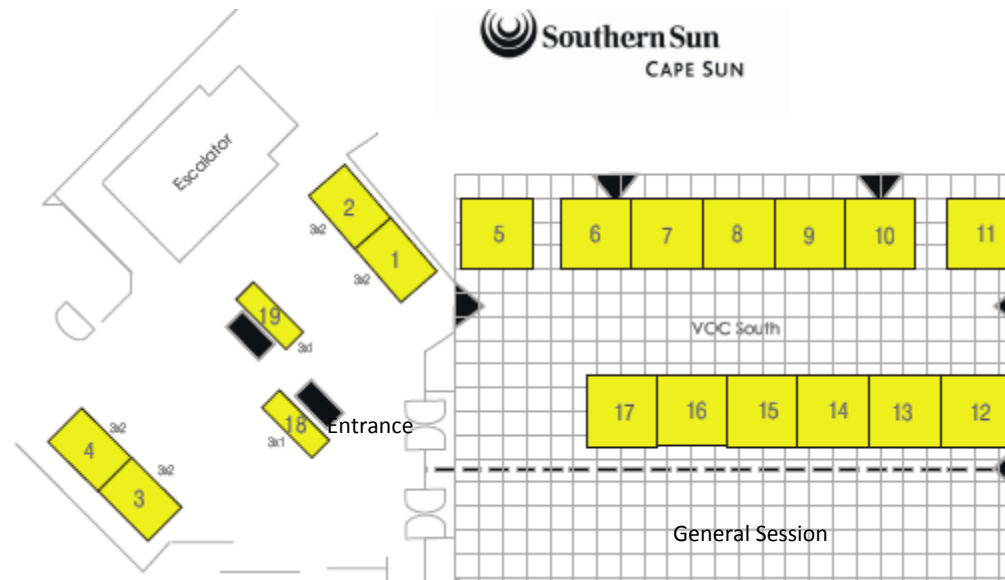 Southern Sun
CAPE SUN
Escalator
2
3x2
1
3x2
5
6
7
8
9
10
11
19
3x1
VOC South
18
3x1
Entrance
17
16
15
14
13
12
4
3x2
3
3x2
General Session